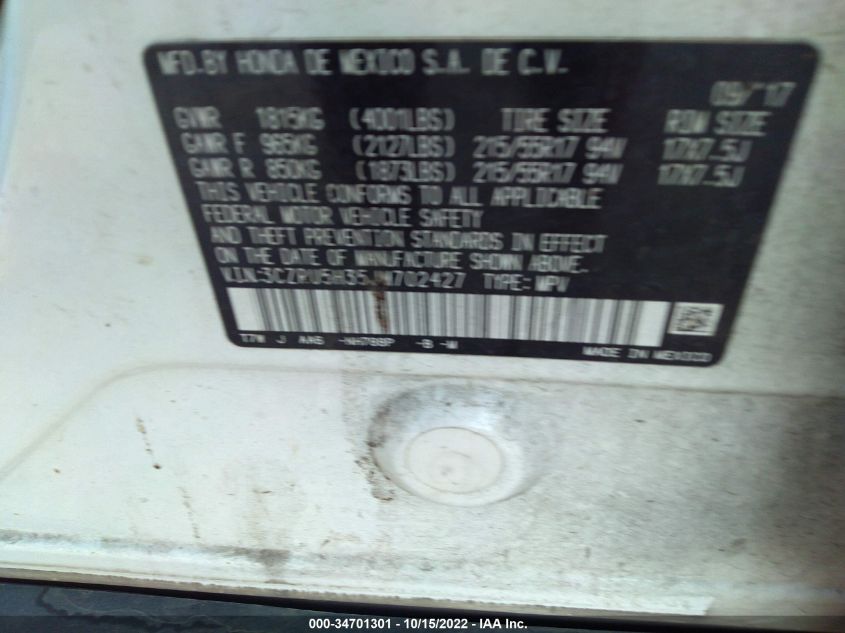 MFD. BY HONDA DE MEXICO S.A. DE C.V.
09/17
GVWR 1815KG (4001LBS) TIRE SIZE RIM SIZE
GAWR F 965KG (2127LBS) 215/55R17 94V 17X7.5J
GAWR R 850KG (1873LBS) 215/55R17 94V 17X7.5J
THIS VEHICLE CONFORMS TO ALL APPLICABLE
FEDERAL MOTOR VEHICLE SAFETY
AND THEFT PREVENTION STANDARDS IN EFFECT
ON THE DATE OF MANUFACTURE SHOWN ABOVE.
V.I.N. TYPE: MPV
T7W J AA6 -NH788P -B -M
MADE IN MEXICO
000-34701301 - 10/15/2022 - IAA Inc.